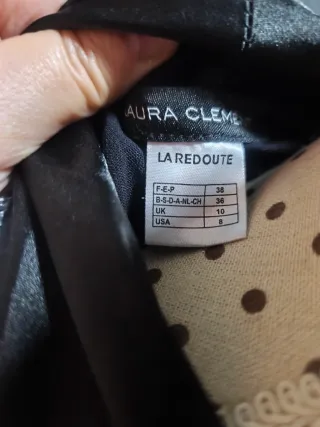 AURA CLEME
LA REDOUTE
F-E-P 38
B-S-D-A-NL-CH 36
UK 10
USA 8